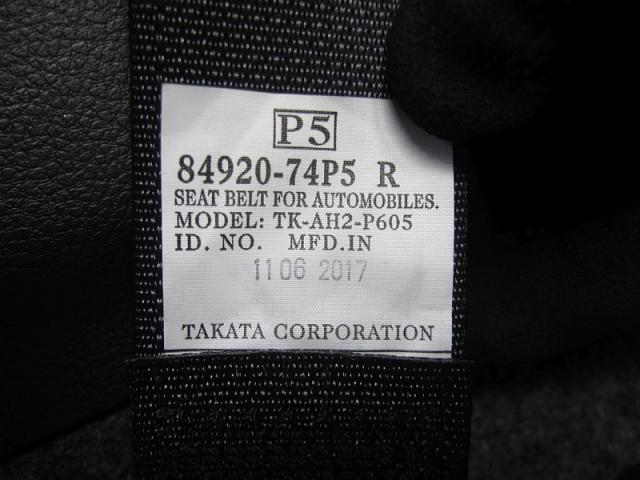 P5
84920-74P5 R
SEAT BELT FOR AUTOMOBILES.
MODEL: TK-AH2-P605
ID. NO. MFD.IN
11 06 2017
TAKATA CORPORATION